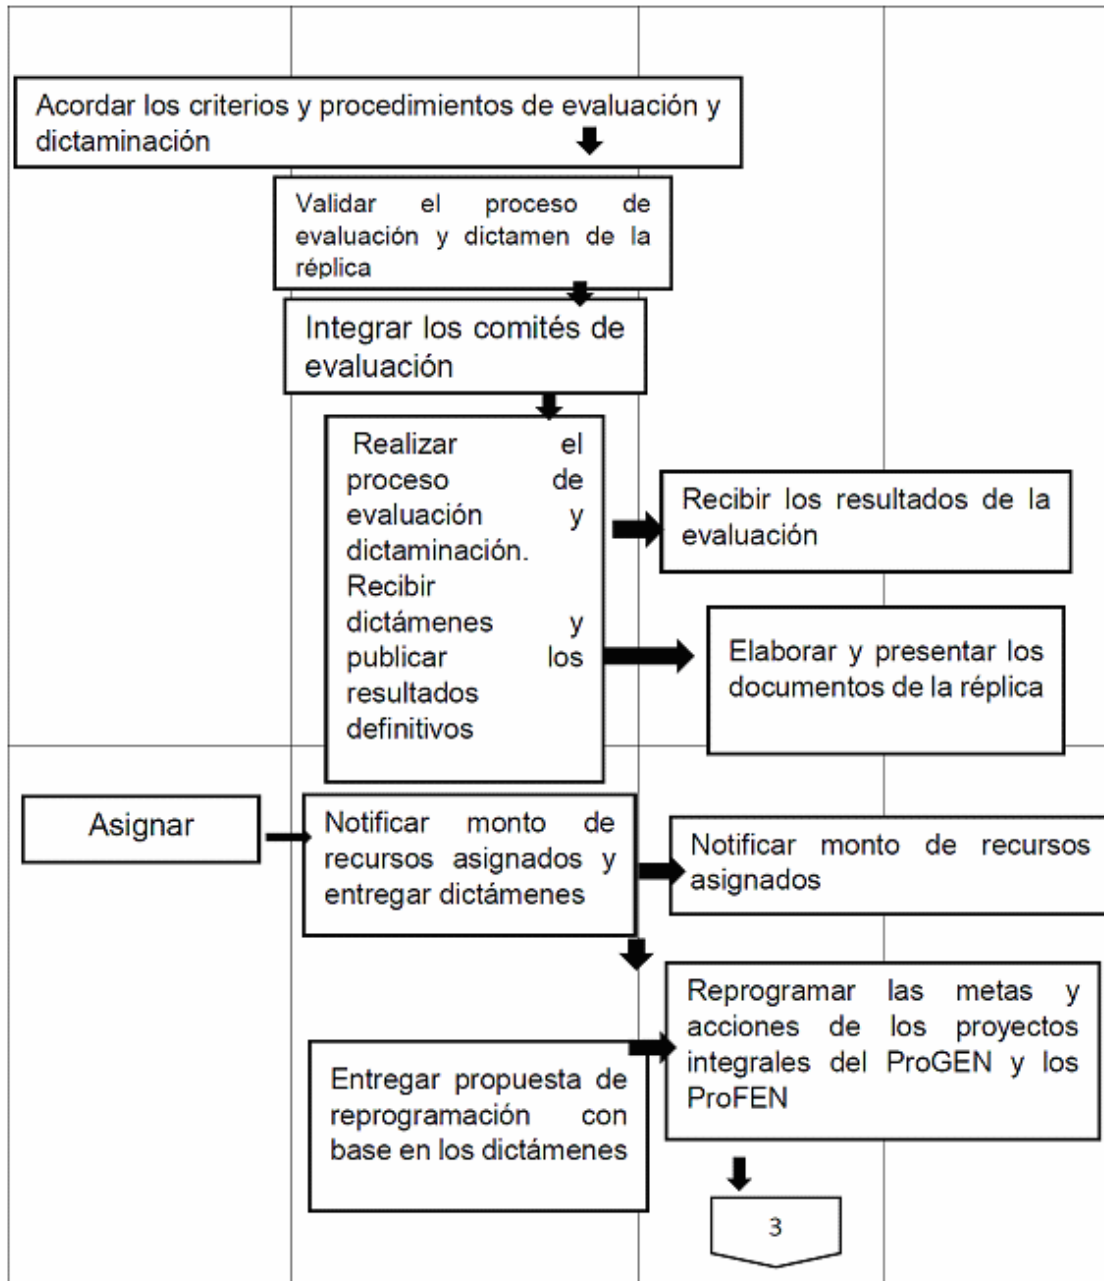 Acordar los criterios y procedimientos de evaluación y
dictaminación
Validar el proceso de
evaluación y dictamen de la
réplica
Integrar los comités de
evaluación
Realizar el
proceso de
evaluación y
dictaminación.
Recibir
dictámenes y
publicar los
resultados
definitivos
Recibir los resultados de la
evaluación
Elaborar y presentar los
documentos de la réplica
Asignar
Notificar monto de
recursos asignados y
entregar dictámenes
Notificar monto de recursos
asignados
Reprogramar las metas y
acciones de los proyectos
integrales del ProGEN y los
ProFEN
Entregar propuesta de
reprogramación con
base en los dictámenes
3